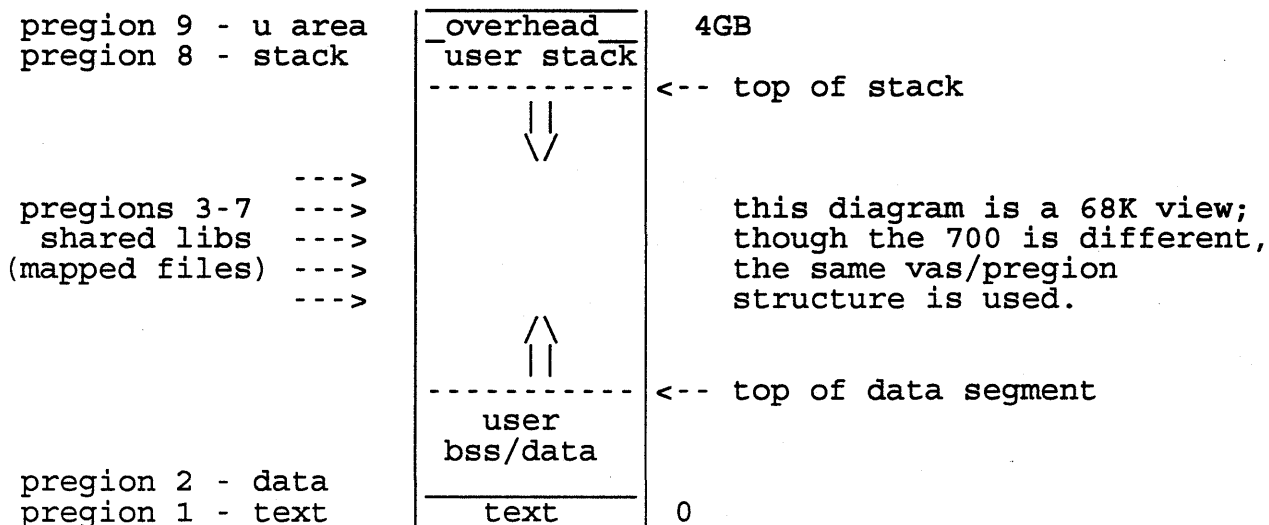 pregion 9 - u area _overhead__ 4GB
pregion 8 - stack user stack
----------- <-- top of stack
||
\/
--->
pregions 3-7 ---> this diagram is a 68K view;
shared libs ---> though the 700 is different,
(mapped files) ---> the same vas/pregion
---> structure is used.
/\
||
----------- <-- top of data segment
user
bss/data
pregion 2 - data
pregion 1 - text text 0